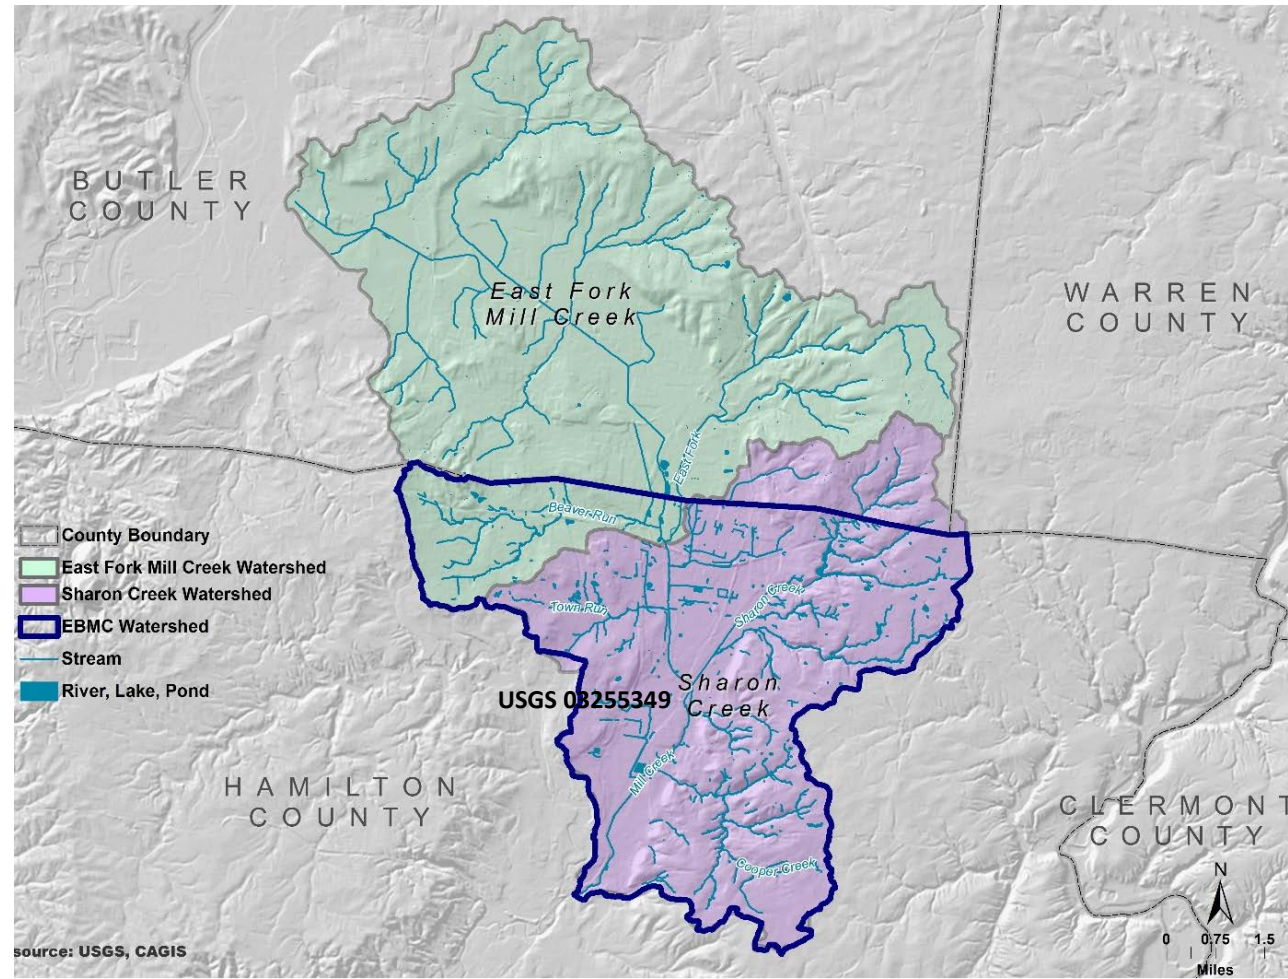 BUTLER
COUNTY
East Fork
Mill Creek
WARREN
COUNTY
East Fork
Beaver Run
County Boundary
East Fork Mill Creek Watershed
Sharon Creek Watershed
EBMC Watershed
Stream
River, Lake, Pond
Town Run
Sharon Creek
USGS 03255349
Sharon
Creek
Mill Creek
HAMILTON
COUNTY
CLERMONT
COUNTY
Cooper Creek
N
0 0.75 1.5
Miles
source: USGS, CAGIS